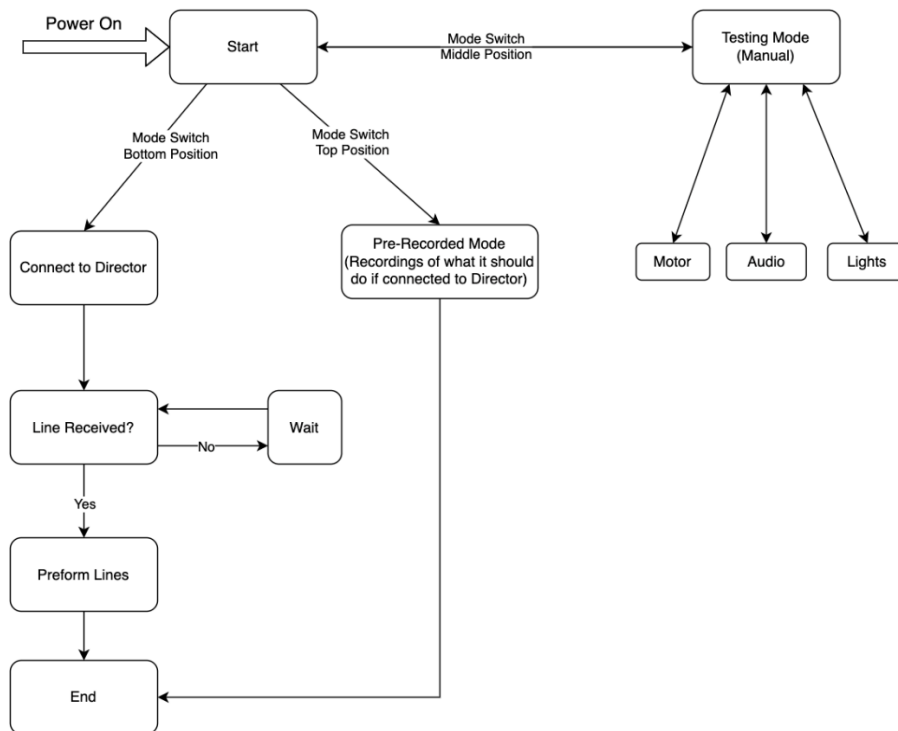 Power On
Start
Mode Switch
Middle Position
Testing Mode
(Manual)
Mode Switch
Bottom Position
Mode Switch
Top Position
Connect to Director
Pre-Recorded Mode
(Recordings of what it should
do if connected to Director)
Motor
Audio
Lights
Line Received?
No
Wait
Yes
Preform Lines
End